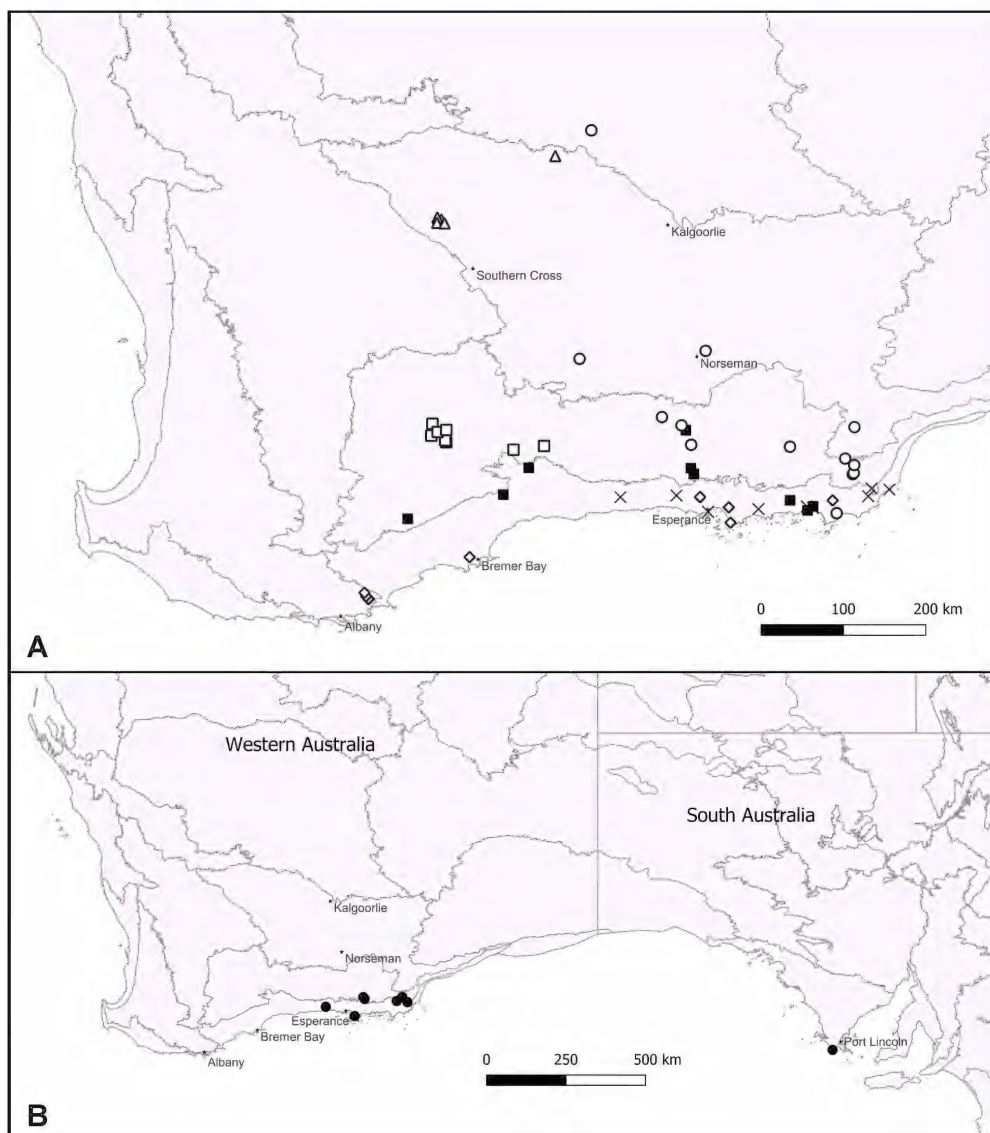 Kalgoorlie
Southern Cross
Norseman
Esperance
Bremer Bay
0 100 200 km
Albany
A
Western Australia
South Australia
Kalgoorlie
Norseman
Esperance
Bremer Bay
Port Lincoln
Albany
0 250 500 km
B